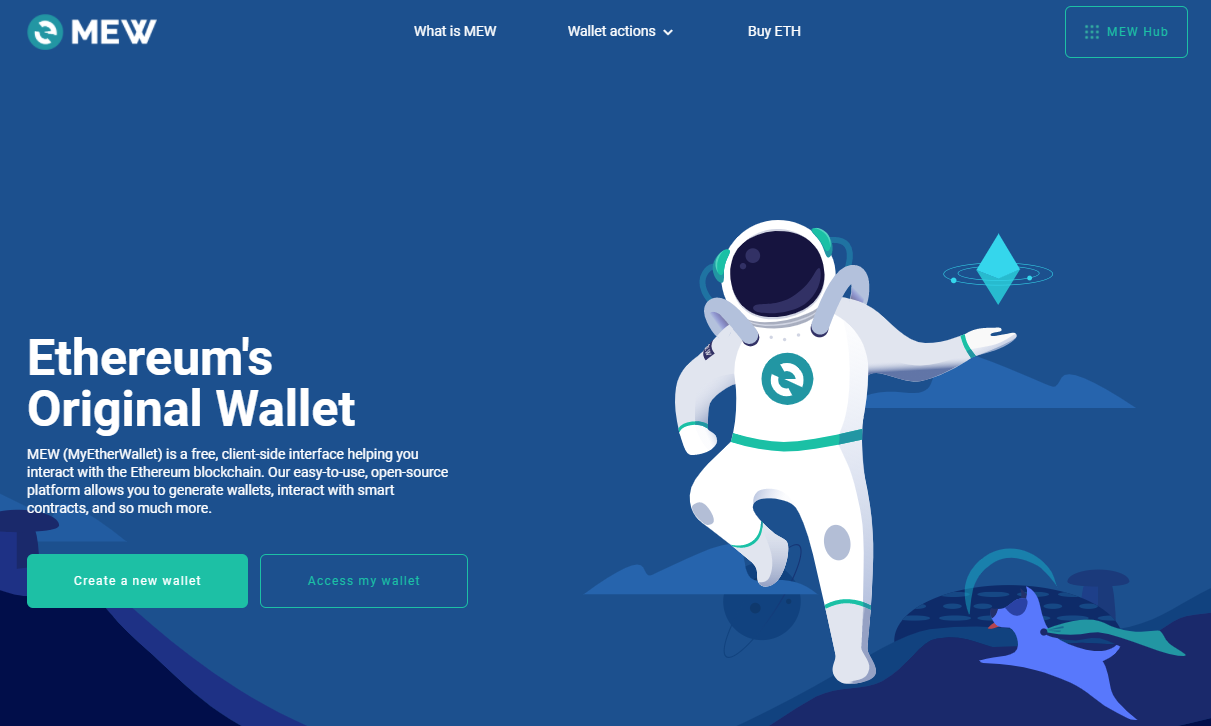 MEW
What is MEW
Wallet actions
Buy ETH
MEW Hub
Ethereum's
Original Wallet
MEW (MyEtherWallet) is a free, client-side interface helping you
interact with the Ethereum blockchain. Our easy-to-use, open-source
platform allows you to generate wallets, interact with smart
contracts, and so much more.
Create a new wallet
Access my wallet